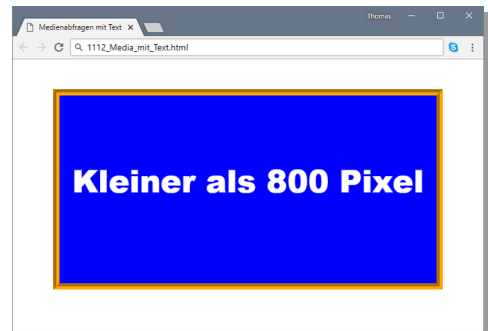 Thomas
Medienabfragen mit Text
1112_Media_mit_Text.html
Kleiner als 800 Pixel